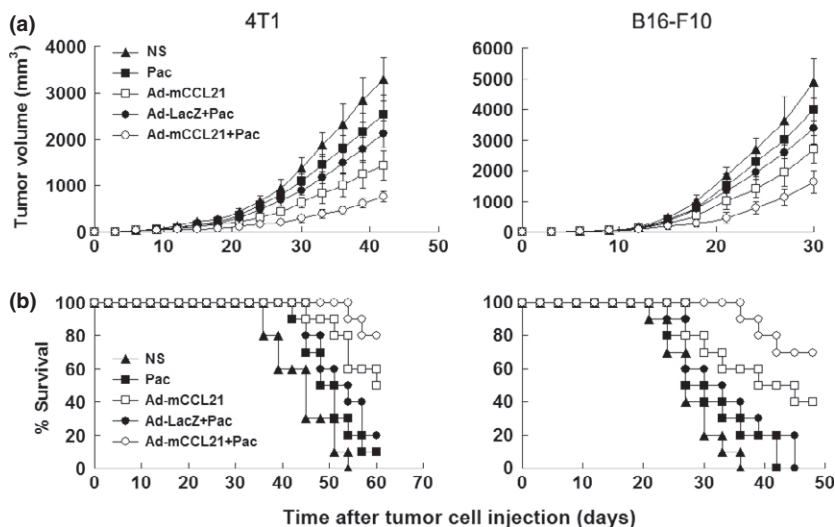 4T1
B16-F10
(a)
Tumor volume (mm³)
4000
3000
2000
1000
0
NS
Pac
Ad-mCCL21
Ad-LacZ+Pac
Ad-mCCL21+Pac
0 10 20 30 40 50
6000
5000
4000
3000
2000
1000
0
0 10 20 30
(b)
% Survival
100
80
60
40
20
0
NS
Pac
Ad-mCCL21
Ad-LacZ+Pac
Ad-mCCL21+Pac
0 10 20 30 40 50 60 70
100
80
60
40
20
0
0 10 20 30 40 50
Time after tumor cell injection (days)